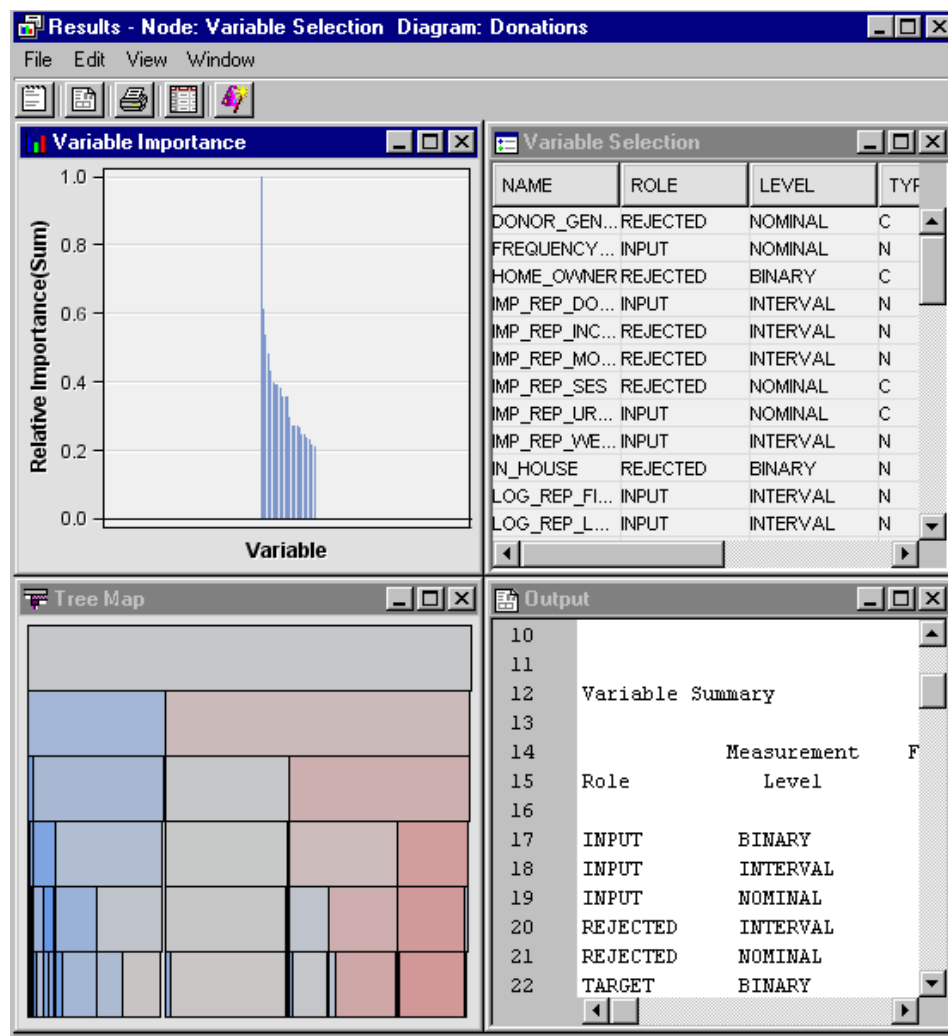 Results - Node: Variable Selection Diagram: Donations
File Edit View Window
Variable Importance
1.0
0.8
0.6
0.4
0.2
0.0
Relative Importance(Sum)
Variable
Variable Selection
NAME ROLE LEVEL TYP
DONOR_GEN... REJECTED NOMINAL C
FREQUENCY... INPUT NOMINAL N
HOME_OWNER REJECTED BINARY C
IMP_REP_DO... INPUT INTERVAL N
IMP_REP_INC... REJECTED INTERVAL N
IMP_REP_MO... REJECTED INTERVAL N
IMP_REP_SES REJECTED NOMINAL C
IMP_REP_UR... INPUT NOMINAL C
IMP_REP_WE... INPUT INTERVAL N
IN_HOUSE REJECTED BINARY N
LOG_REP_FI... INPUT INTERVAL N
LOG_REP_L... INPUT INTERVAL N
Tree Map
Output
10
11
12 Variable Summary
13
14 Measurement F
15 Role Level
16
17 INPUT BINARY
18 INPUT INTERVAL
19 INPUT NOMINAL
20 REJECTED INTERVAL
21 REJECTED NOMINAL
22 TARGET BINARY